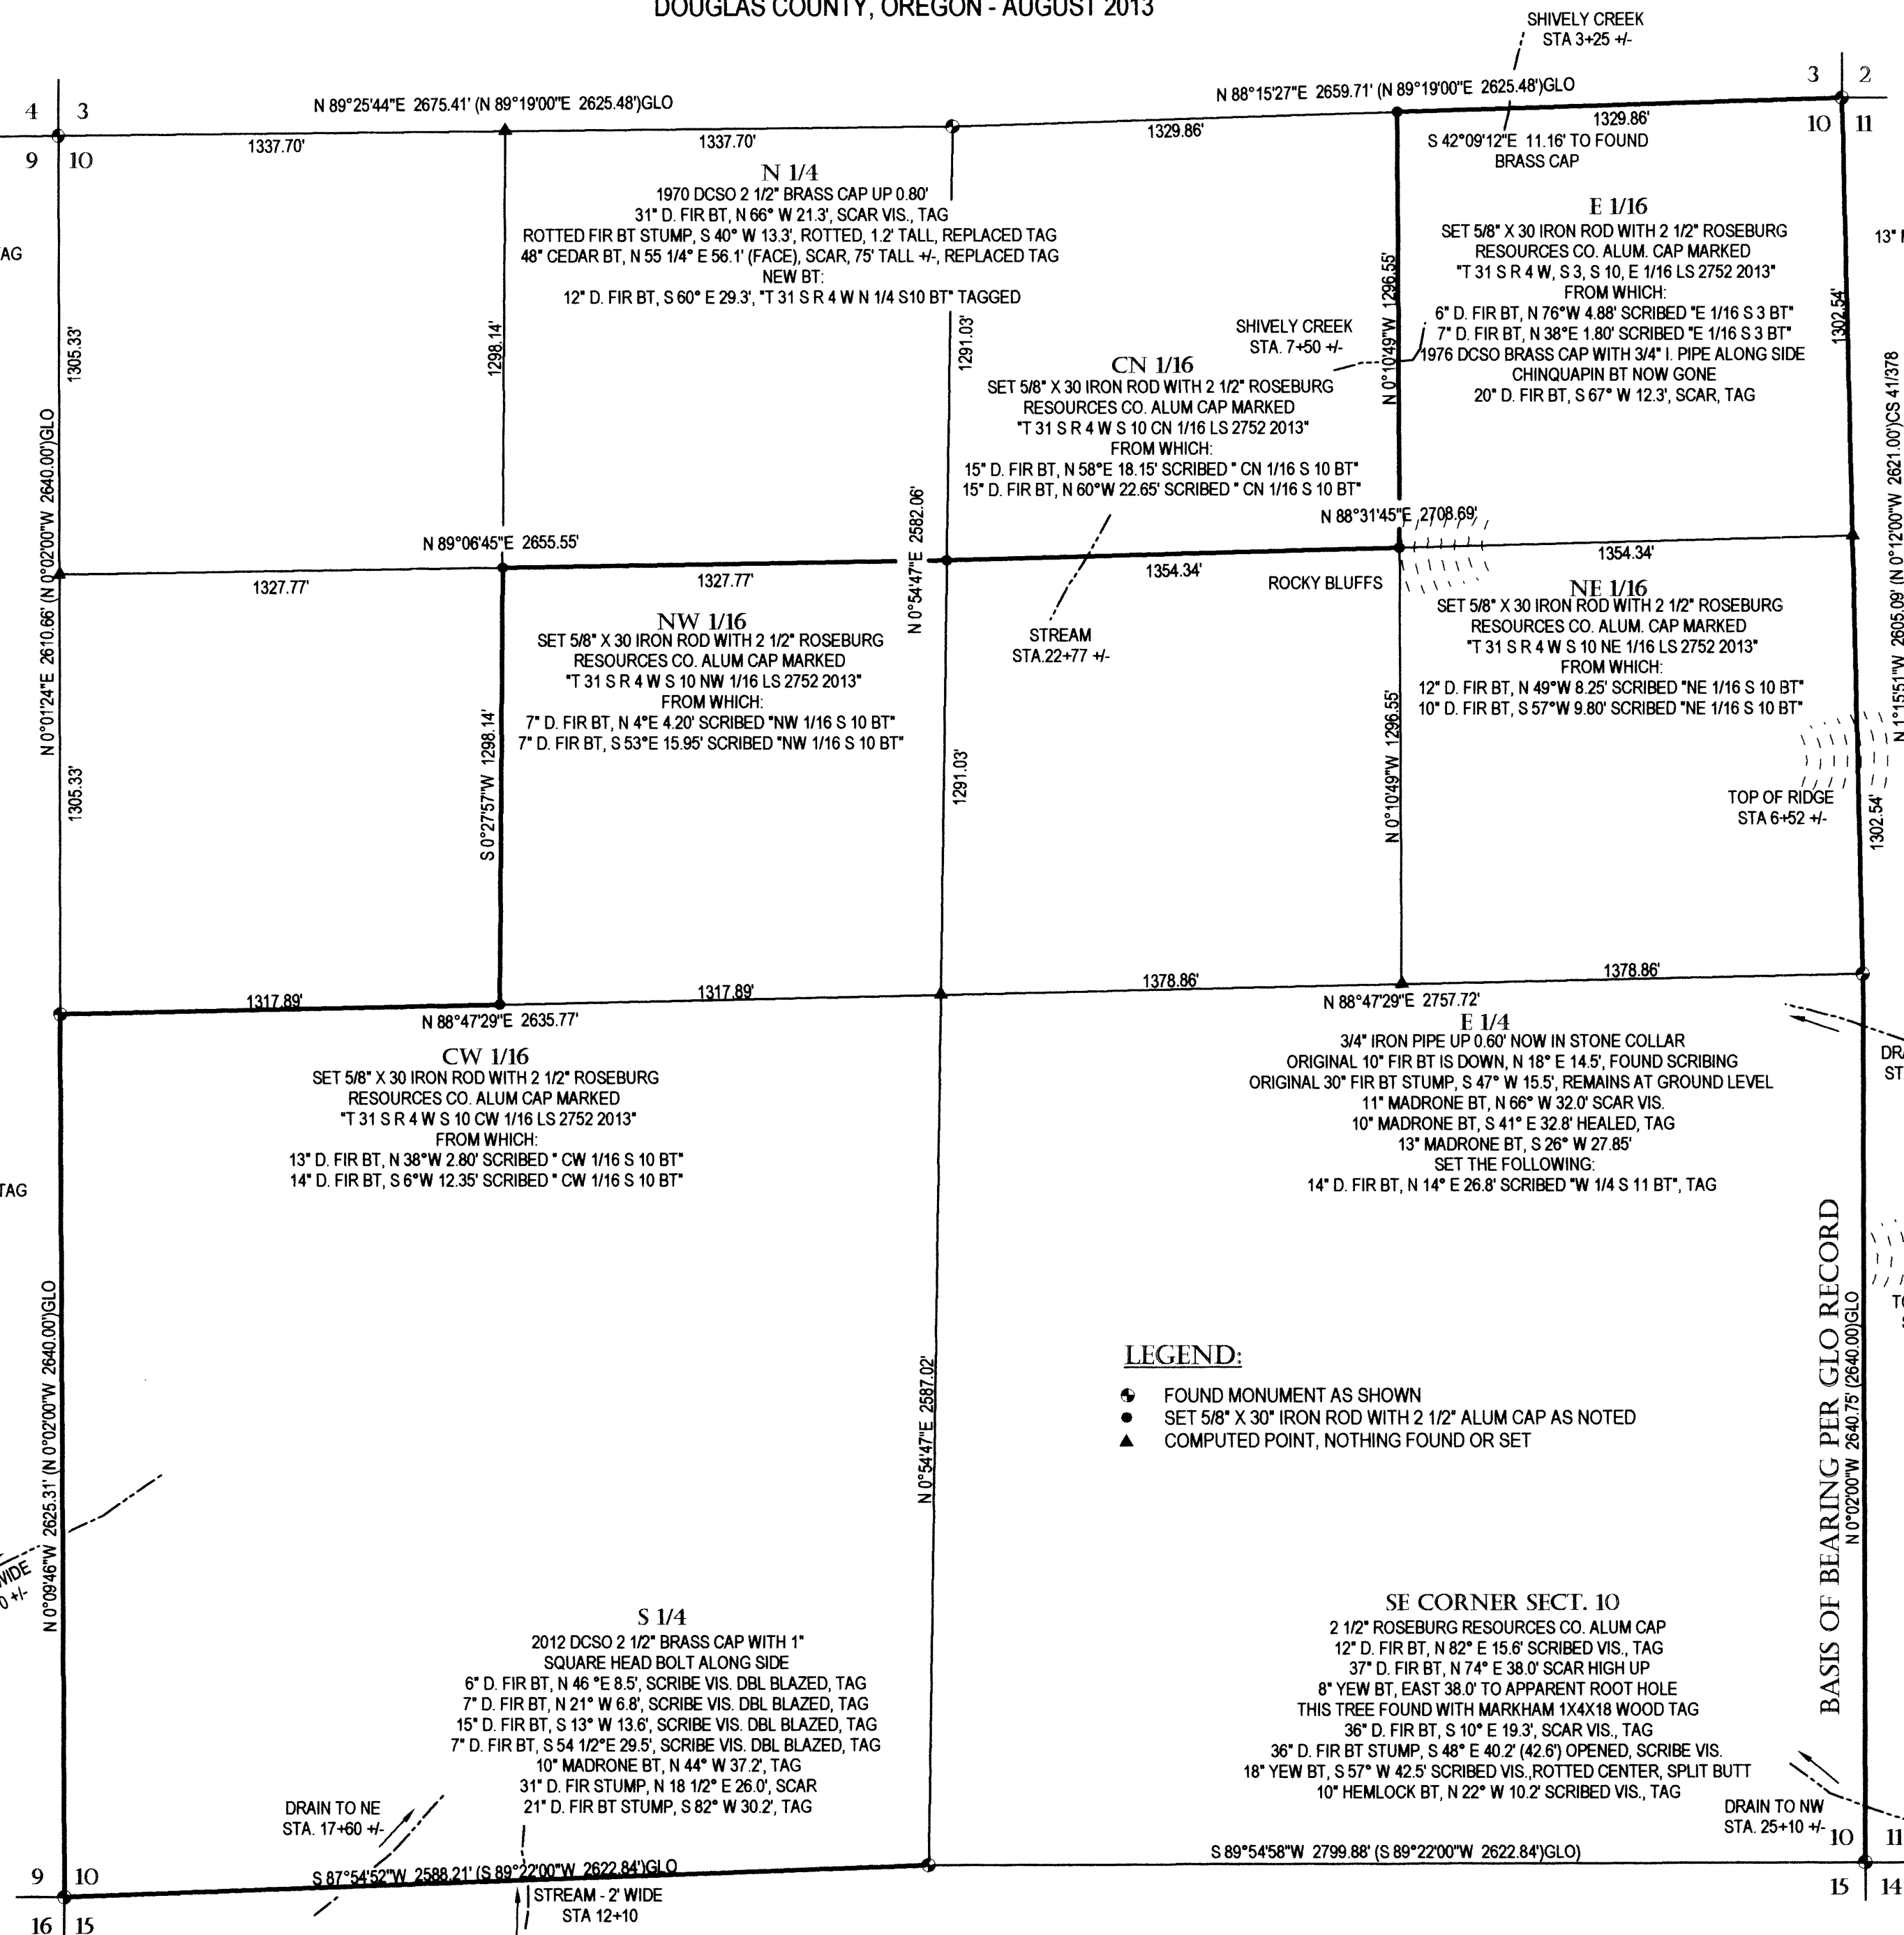 DOUGLAS COUNTY, OREGON - AUGUST 2013
SHIVELY CREEK
STA 3+25 +/-
4 3
9 10
3 2
10 11
N 89°25'44"E 2675.41' (N 89°19'00"E 2625.48')GLO
N 88°15'27"E 2659.71' (N 89°19'00"E 2625.48')GLO
1337.70'
1337.70'
1329.86'
1329.86'
S 42°09'12"E 11.16' TO FOUND
BRASS CAP
N 1/4
1970 DCSO 2 1/2" BRASS CAP UP 0.80'
31" D. FIR BT, N 66° W 21.3', SCAR VIS., TAG
ROTTED FIR BT STUMP, S 40° W 13.3', ROTTED, 1.2' TALL, REPLACED TAG
48" CEDAR BT, N 55 1/4° E 56.1' (FACE), SCAR, 75' TALL +/-, REPLACED TAG
NEW BT:
12" D. FIR BT, S 60° E 29.3', "T 31 S R 4 W N 1/4 S10 BT" TAGGED
E 1/16
SET 5/8" X 30 IRON ROD WITH 2 1/2" ROSEBURG
RESOURCES CO. ALUM. CAP MARKED
"T 31 S R 4 W, S 3, S 10, E 1/16 LS 2752 2013"
FROM WHICH:
6" D. FIR BT, N 76°W 4.88' SCRIBED "E 1/16 S 3 BT"
7" D. FIR BT, N 38°E 1.80' SCRIBED "E 1/16 S 3 BT"
1976 DCSO BRASS CAP WITH 3/4" I. PIPE ALONG SIDE
CHINQUAPIN BT NOW GONE
20" D. FIR BT, S 67° W 12.3', SCAR, TAG
AG
13"
SHIVELY CREEK
STA. 7+50 +/-
1305.33'
1298.14'
1291.03'
N 0°10'49"W 1296.55'
1302.54'
CN 1/16
SET 5/8" X 30 IRON ROD WITH 2 1/2" ROSEBURG
RESOURCES CO. ALUM CAP MARKED
"T 31 S R 4 W S 10 CN 1/16 LS 2752 2013"
FROM WHICH:
15" D. FIR BT, N 58°E 18.15' SCRIBED " CN 1/16 S 10 BT"
15" D. FIR BT, N 60°W 22.65' SCRIBED " CN 1/16 S 10 BT"
N 0°01'24"E 2610.66' (N 0°02'00"W 2640.00')GLO
N 0°54'47"E 2582.06'
N 1°15'51"W 2605.09' (N 0°12'00"W 2621.00')CS 41/378
N 89°06'45"E 2655.55'
N 88°31'45"E 2708.69'
1327.77'
1327.77'
1354.34'
1354.34'
ROCKY BLUFFS
STREAM
STA.22+77 +/-
NW 1/16
SET 5/8" X 30 IRON ROD WITH 2 1/2" ROSEBURG
RESOURCES CO. ALUM CAP MARKED
"T 31 S R 4 W S 10 NW 1/16 LS 2752 2013"
FROM WHICH:
7" D. FIR BT, N 4°E 4.20' SCRIBED "NW 1/16 S 10 BT"
7" D. FIR BT, S 53°E 15.95' SCRIBED "NW 1/16 S 10 BT"
NE 1/16
SET 5/8" X 30 IRON ROD WITH 2 1/2" ROSEBURG
RESOURCES CO. ALUM. CAP MARKED
"T 31 S R 4 W S 10 NE 1/16 LS 2752 2013"
FROM WHICH:
12" D. FIR BT, N 49°W 8.25' SCRIBED "NE 1/16 S 10 BT"
10" D. FIR BT, S 57°W 9.80' SCRIBED "NE 1/16 S 10 BT"
1305.33'
S 0°27'57"W 1298.14'
1291.03'
N 0°10'49"W 1296.55'
TOP OF RIDGE
STA 6+52 +/-
1302.54'
1317.89'
1317.89'
1378.86'
1378.86'
N 88°47'29"E 2635.77'
N 88°47'29"E 2757.72'
CW 1/16
SET 5/8" X 30 IRON ROD WITH 2 1/2" ROSEBURG
RESOURCES CO. ALUM CAP MARKED
"T 31 S R 4 W S 10 CW 1/16 LS 2752 2013"
FROM WHICH:
13" D. FIR BT, N 38°W 2.80' SCRIBED " CW 1/16 S 10 BT"
14" D. FIR BT, S 6°W 12.35' SCRIBED " CW 1/16 S 10 BT"
E 1/4
3/4" IRON PIPE UP 0.60' NOW IN STONE COLLAR
ORIGINAL 10" FIR BT IS DOWN, N 18° E 14.5', FOUND SCRIBING
ORIGINAL 30" FIR BT STUMP, S 47° W 15.5', REMAINS AT GROUND LEVEL
11" MADRONE BT, N 66° W 32.0' SCAR VIS.
10" MADRONE BT, S 41° E 32.8' HEALED, TAG
13" MADRONE BT, S 26° W 27.85'
SET THE FOLLOWING:
14" D. FIR BT, N 14° E 26.8' SCRIBED "W 1/4 S 11 BT", TAG
DR
ST
TAG
N 0°09'46"W 2625.31' (N 0°02'00"W 2640.00')GLO
N 0°54'47"E 2587.02'
BASIS OF BEARING PER GLO RECORD
N 0°02'00"W 2640.75' (2640.00)GLO
TO
LEGEND:
FOUND MONUMENT AS SHOWN
SET 5/8" X 30" IRON ROD WITH 2 1/2" ALUM CAP AS NOTED
COMPUTED POINT, NOTHING FOUND OR SET
WIDE
0 +/-
S 1/4
2012 DCSO 2 1/2" BRASS CAP WITH 1"
SQUARE HEAD BOLT ALONG SIDE
6" D. FIR BT, N 46 °E 8.5', SCRIBE VIS. DBL BLAZED, TAG
7" D. FIR BT, N 21° W 6.8', SCRIBE VIS. DBL BLAZED, TAG
15" D. FIR BT, S 13° W 13.6', SCRIBE VIS. DBL BLAZED, TAG
7" D. FIR BT, S 54 1/2°E 29.5', SCRIBE VIS. DBL BLAZED, TAG
10" MADRONE BT, N 44° W 37.2', TAG
31" D. FIR STUMP, N 18 1/2° E 26.0', SCAR
21" D. FIR BT STUMP, S 82° W 30.2', TAG
SE CORNER SECT. 10
2 1/2" ROSEBURG RESOURCES CO. ALUM CAP
12" D. FIR BT, N 82° E 15.6' SCRIBED VIS., TAG
37" D. FIR BT, N 74° E 38.0' SCAR HIGH UP
8" YEW BT, EAST 38.0' TO APPARENT ROOT HOLE
THIS TREE FOUND WITH MARKHAM 1X4X18 WOOD TAG
36" D. FIR BT, S 10° E 19.3', SCAR VIS., TAG
36" D. FIR BT STUMP, S 48° E 40.2' (42.6') OPENED, SCRIBE VIS.
18" YEW BT, S 57° W 42.5' SCRIBED VIS.,ROTTED CENTER, SPLIT BUTT
10" HEMLOCK BT, N 22° W 10.2' SCRIBED VIS., TAG
DRAIN TO NE
STA. 17+60 +/-
DRAIN TO NW
STA. 25+10 +/-
S 87°54'52"W 2588.21' (S 89°22'00"W 2622.84')GLO
S 89°54'58"W 2799.88' (S 89°22'00"W 2622.84')GLO)
STREAM - 2' WIDE
STA 12+10
9 10
16 15
10 11
15 14